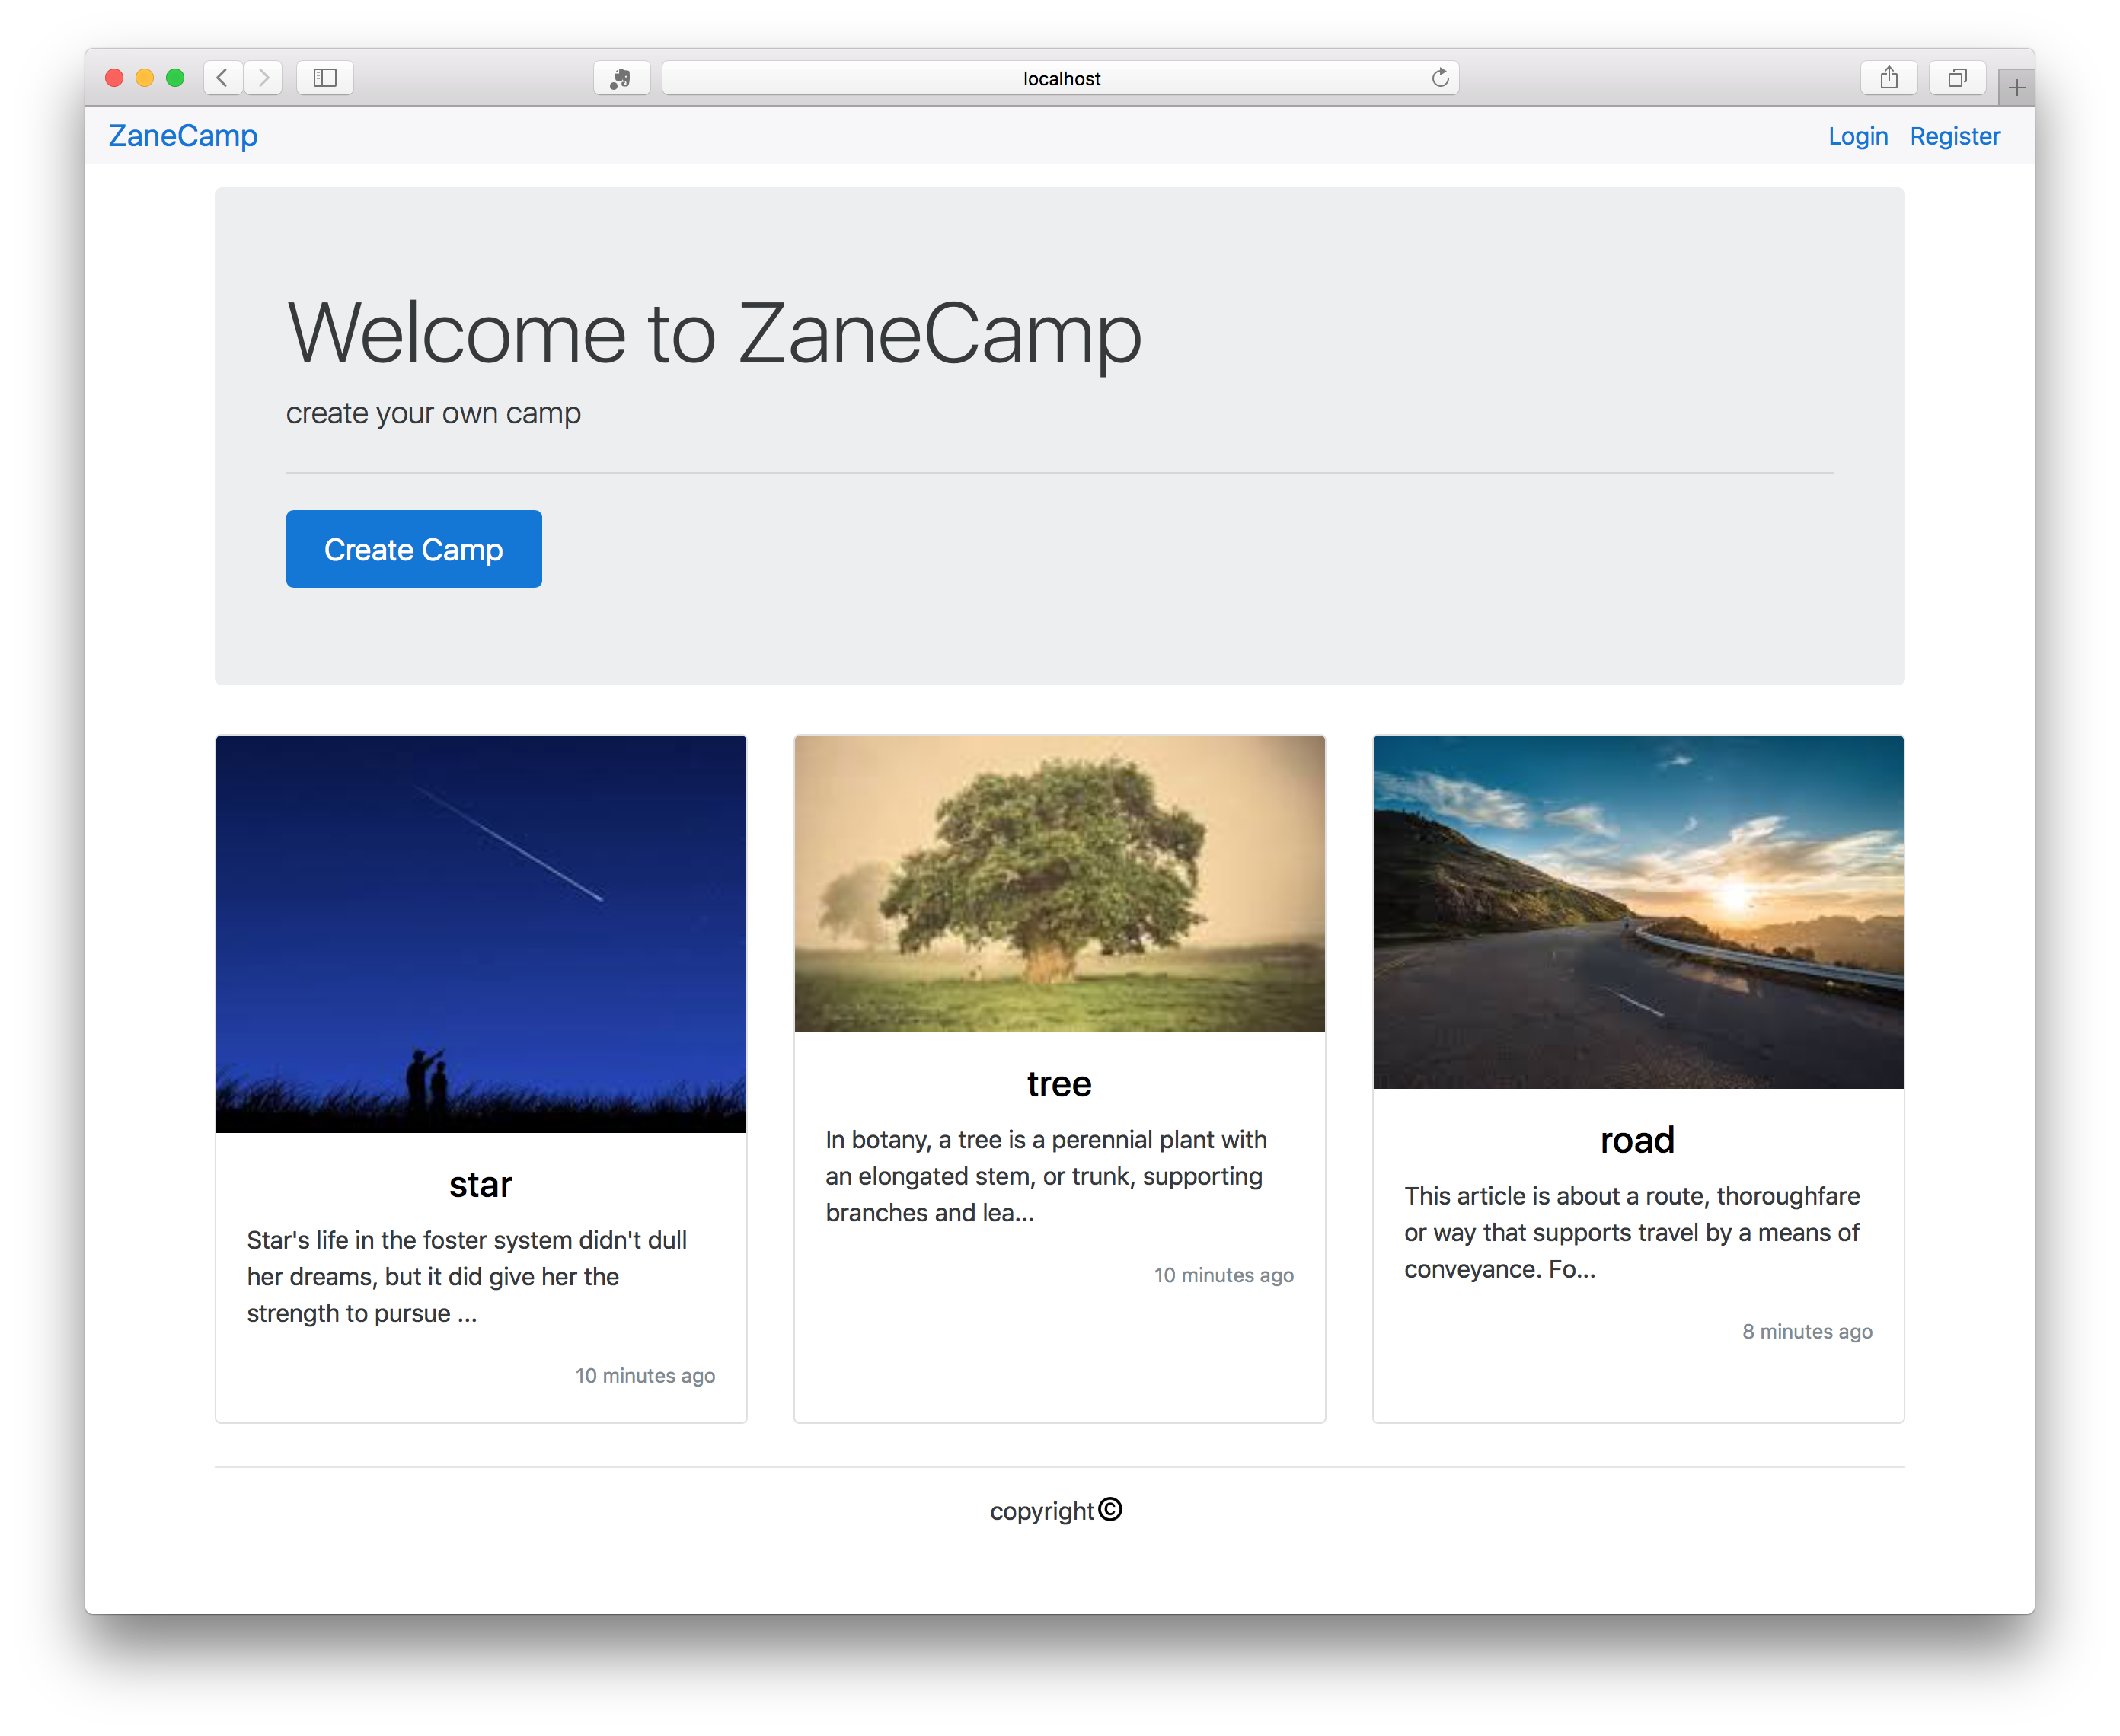 localhost
ZaneCamp
Login Register
Welcome to ZaneCamp
create your own camp
Create Camp
star
Star's life in the foster system didn't dull
her dreams, but it did give her the
strength to pursue ...
10 minutes ago
tree
In botany, a tree is a perennial plant with
an elongated stem, or trunk, supporting
branches and lea...
10 minutes ago
road
This article is about a route, thoroughfare
or way that supports travel by a means of
conveyance. Fo...
8 minutes ago
copyright©